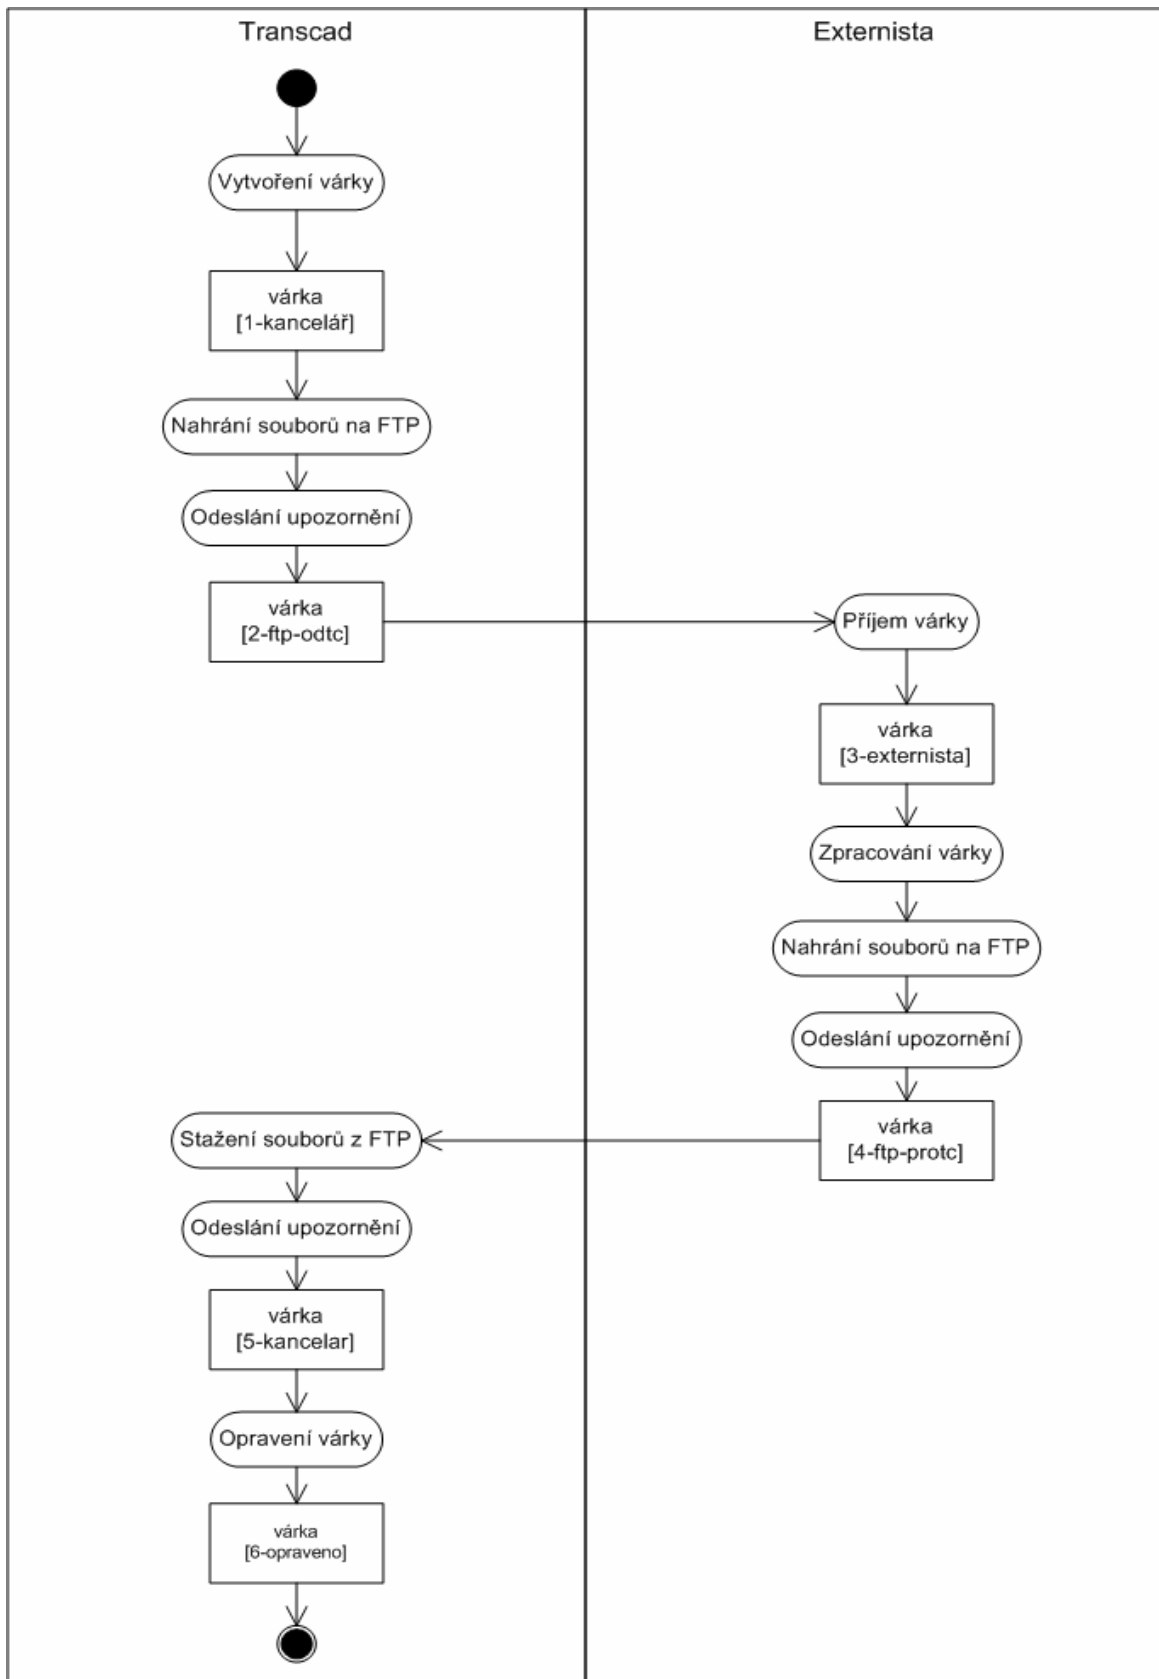 Transcad
Externista
Vytvoření várky
várka
[1-kancelář]
Nahrání souborů na FTP
Odeslání upozornění
várka
[2-ftp-odtc]
Příjem várky
várka
[3-externista]
Zpracování várky
Nahrání souborů na FTP
Odeslání upozornění
várka
[4-ftp-protc]
Stažení souborů z FTP
Odeslání upozornění
várka
[5-kancelar]
Opravení várky
várka
[6-opraveno]